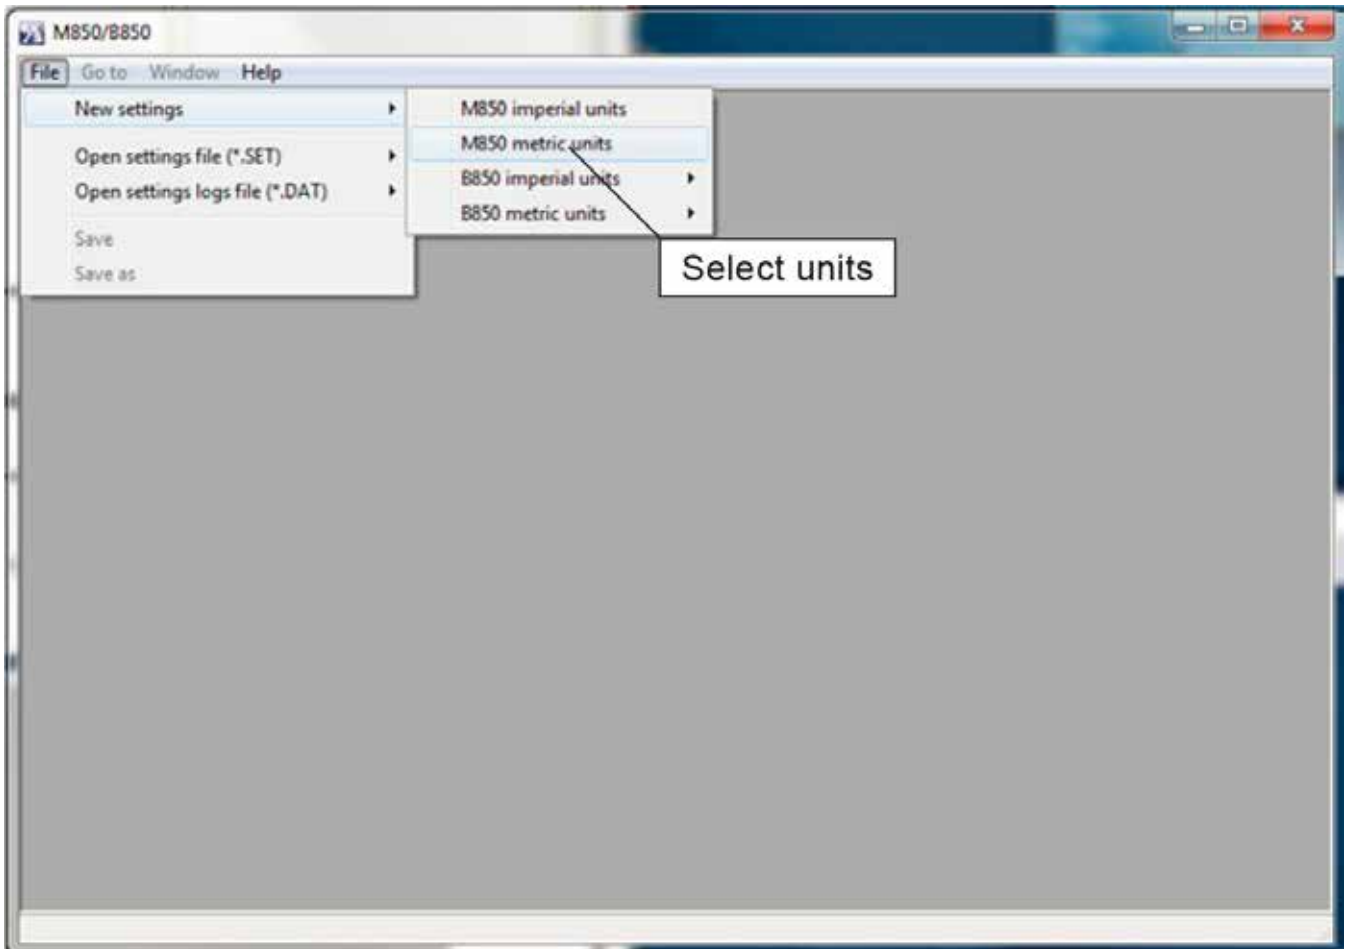 M850/B850
File Go to Window Help
New settings
Open settings file (*.SET)
Open settings logs file (*.DAT)
Save
Save as
M850 imperial units
M850 metric units
B850 imperial units
B850 metric units
Select units